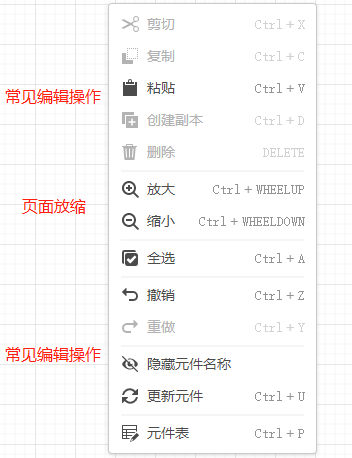 剪切 Ctrl + X
复制 Ctrl + C
常见编辑操作 粘贴 Ctrl + V
创建副本 Ctrl + D
删除 DELETE
放大 Ctrl + WHEELUP
页面放缩
缩小 Ctrl + WHEELDOWN
全选 Ctrl + A
撤销 Ctrl + Z
重做 Ctrl + Y
常见编辑操作
隐藏元件名称
更新元件 Ctrl + U
元件表 Ctrl + P